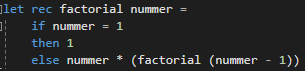 let rec factorial nummer =
    if nummer = 1
    then 1
    else nummer * (factorial (nummer - 1))